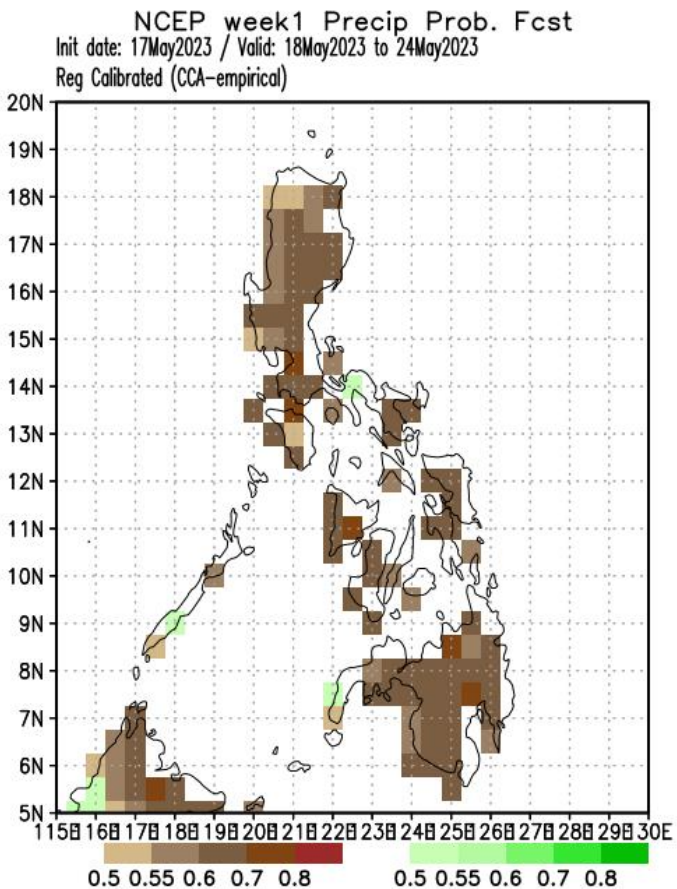 NCEP week1 Precip Prob. Fcst
Init date: 17May2023 / Valid: 18May2023 to 24May2023
Reg Calibrated (CCA-empirical)
20N
19N
18N
17N
16N
15N
14N
13N
12N
11N
10N
9N
8N
7N
6N
5N
115E 116E 117E 118E 119E 120E 121E 122E 123E 124E 125E 126E 127E 128E 129E 130E
0.5 0.55 0.6 0.7 0.8 0.5 0.55 0.6 0.7 0.8